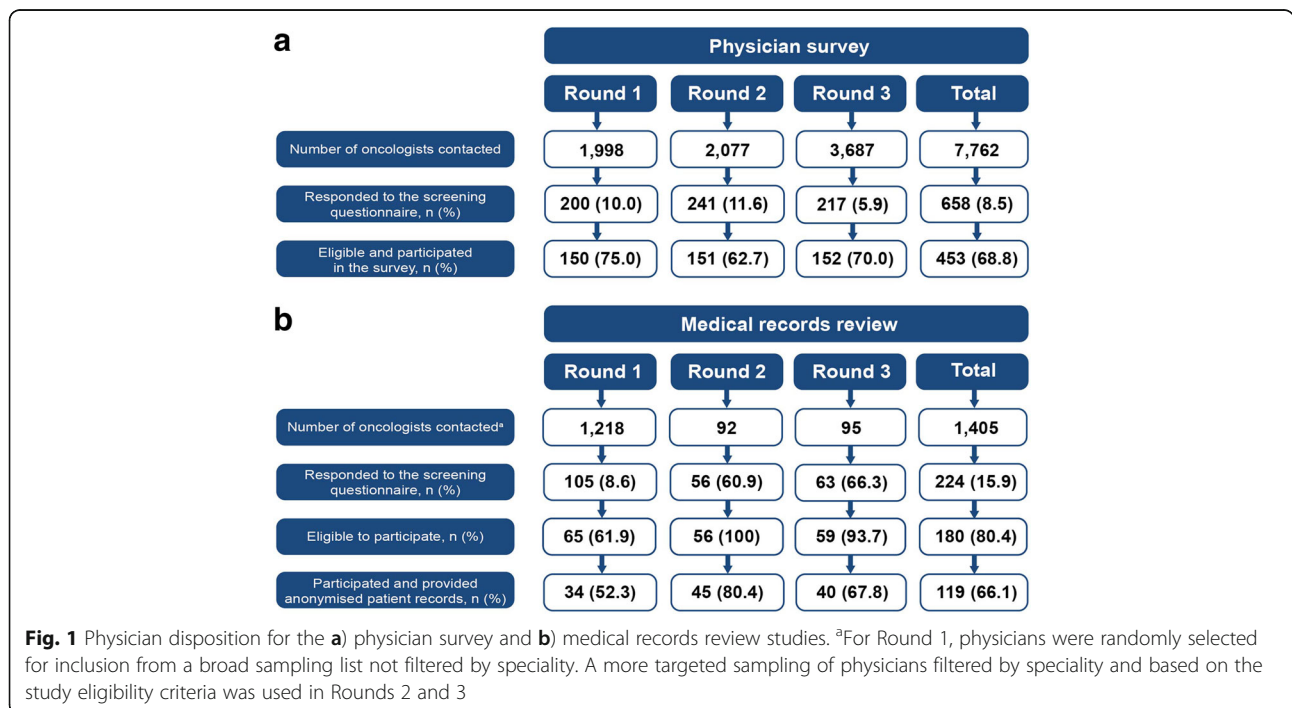 a
Physician survey
Round 1 Round 2 Round 3 Total
Number of oncologists contacted 1,998 2,077 3,687 7,762
Responded to the screening
questionnaire, n (%) 200 (10.0) 241 (11.6) 217 (5.9) 658 (8.5)
Eligible and participated
in the survey, n (%) 150 (75.0) 151 (62.7) 152 (70.0) 453 (68.8)
b
Medical records review
Round 1 Round 2 Round 3 Total
Number of oncologists contactedᵃ 1,218 92 95 1,405
Responded to the screening
questionnaire, n (%) 105 (8.6) 56 (60.9) 63 (66.3) 224 (15.9)
Eligible to participate, n (%) 65 (61.9) 56 (100) 59 (93.7) 180 (80.4)
Participated and provided
anonymised patient records, n (%) 34 (52.3) 45 (80.4) 40 (67.8) 119 (66.1)
Fig. 1 Physician disposition for the a) physician survey and b) medical records review studies. ᵃFor Round 1, physicians were randomly selected
for inclusion from a broad sampling list not filtered by speciality. A more targeted sampling of physicians filtered by speciality and based on the
study eligibility criteria was used in Rounds 2 and 3